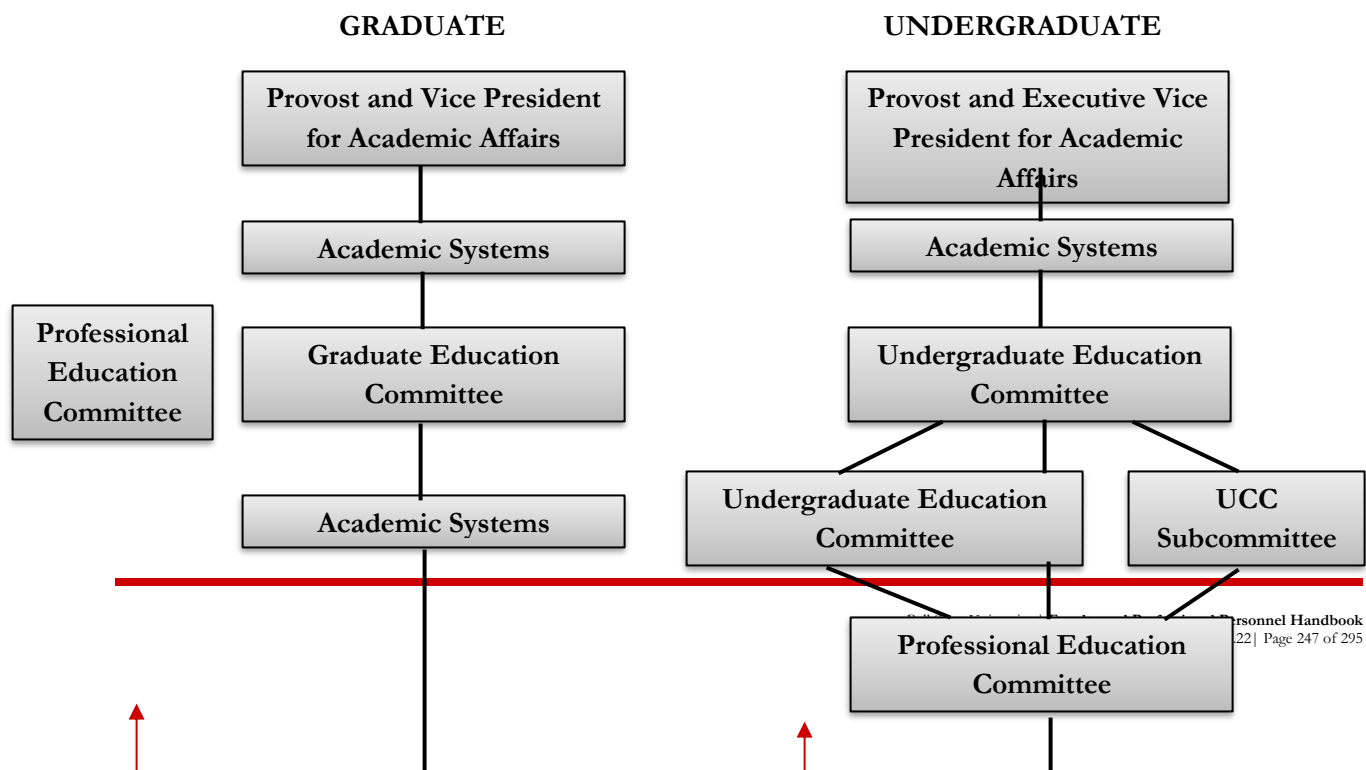 GRADUATE
Provost and Vice President
for Academic Affairs
Academic Systems
Professional
Education
Committee
Graduate Education
Committee
Academic Systems
UNDERGRADUATE
Provost and Executive Vice
President for Academic
Affairs
Academic Systems
Undergraduate Education
Committee
Undergraduate Education
Committee
UCC
Subcommittee
Professional Education
Committee
Personnel Handbook
22| Page 247 of 295